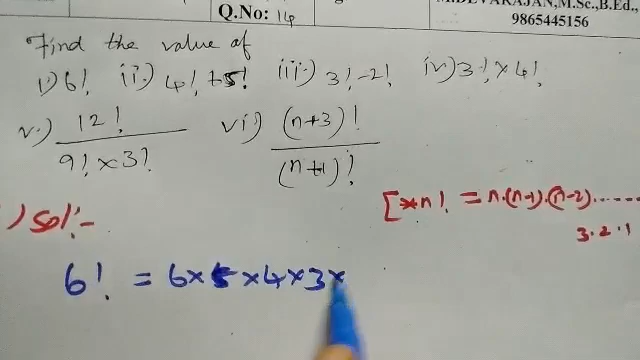 M.DEVARAJAN,M.Sc.,B.Ed.,
Q.No: 14
9865445156
Find the value of
i) 6! ii.) 4! + 5! iii.) 3! - 2! iv) 3! × 4!
v.) 12! / 9! × 3! vi) (n+3)! / (n+1)!
[* n! = n.(n-1).(n-2)......
3.2.1
) Sol:-
6! = 6 × 5 × 4 × 3 ×